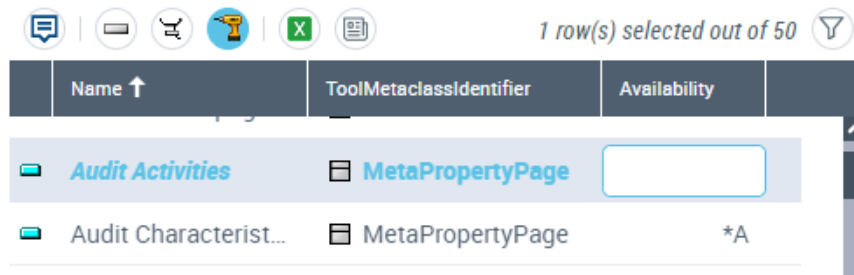 X
1 row(s) selected out of 50
Name ToolMetaclassIdentifier Availability
Audit Activities MetaPropertyPage
Audit Characterist... MetaPropertyPage *A